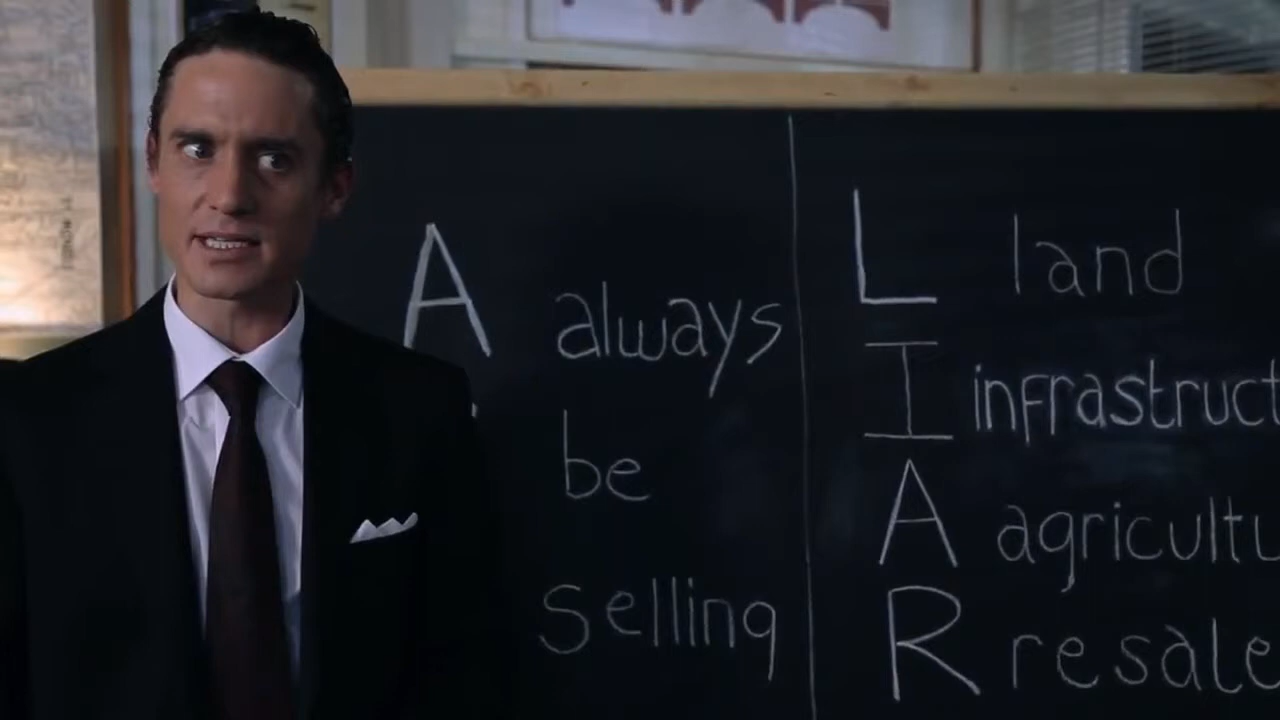 A always
be
selling
L land
I infrastruct
A agricultu
R resale